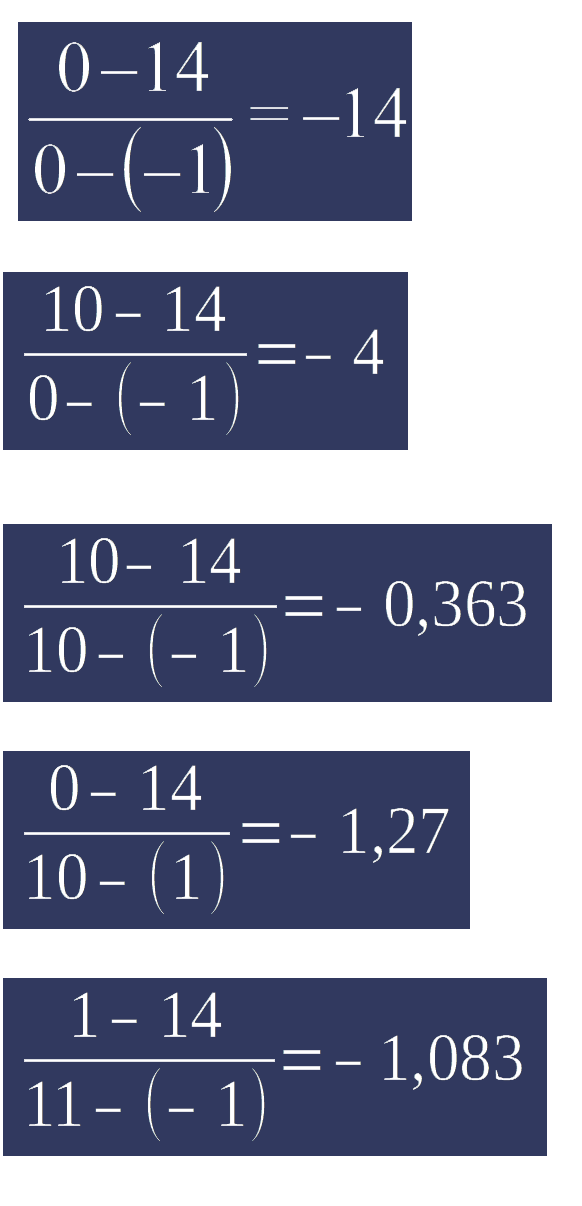 0−14
0−(−1) = −14
10− 14
0− (− 1) =− 4
10− 14
10− (− 1) =− 0,363
0− 14
10− (1) =− 1,27
1− 14
11− (− 1) =− 1,083